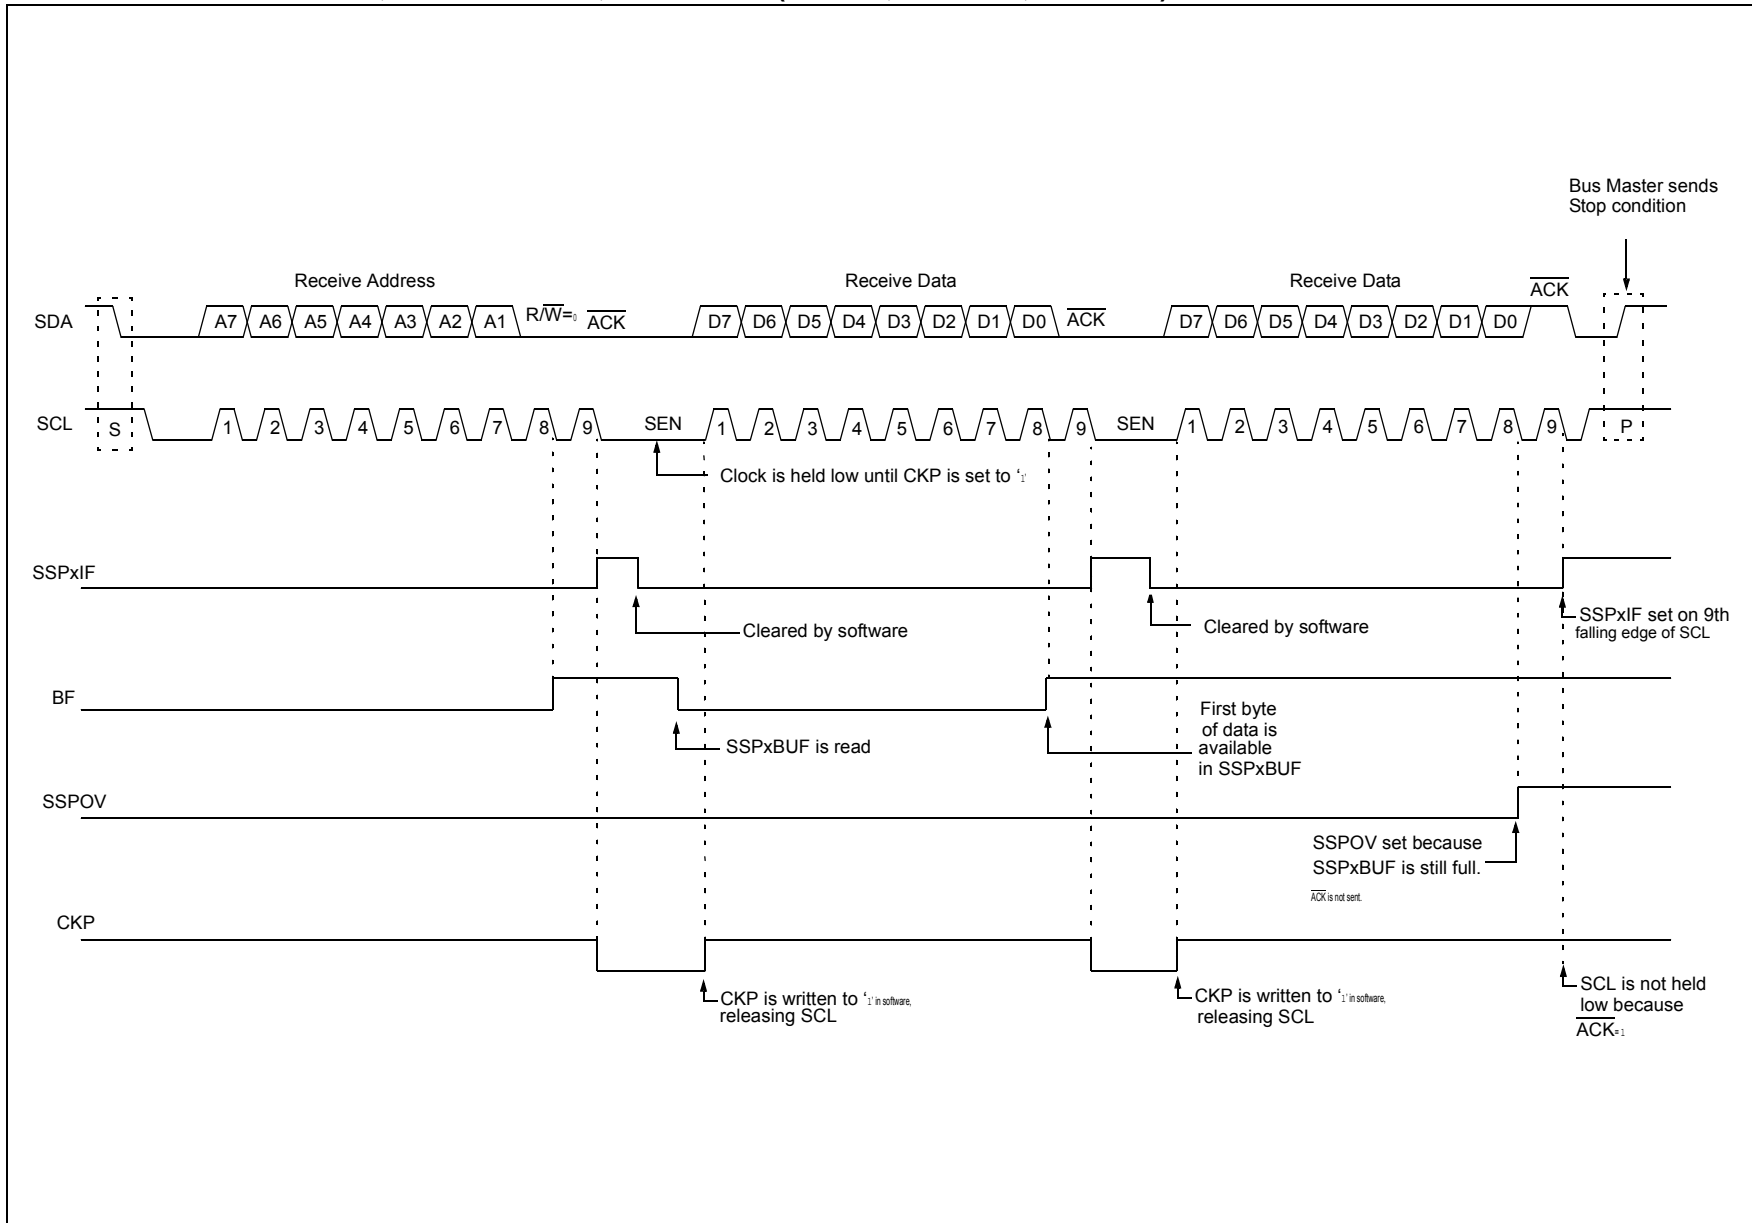 Bus Master sends
Stop condition
Receive Address
Receive Data
Receive Data
ACK
SDA
A7 A6 A5 A4 A3 A2 A1 R/W=0 ACK
D7 D6 D5 D4 D3 D2 D1 D0 ACK
D7 D6 D5 D4 D3 D2 D1 D0
SCL
S
1 2 3 4 5 6 7 8 9 SEN
1 2 3 4 5 6 7 8 9 SEN
1 2 3 4 5 6 7 8 9
P
Clock is held low until CKP is set to ‘1’
SSPxIF
Cleared by software
Cleared by software
SSPxIF set on 9th
falling edge of SCL
BF
SSPxBUF is read
First byte
of data is
available
in SSPxBUF
SSPOV
SSPOV set because
SSPxBUF is still full.
ACK is not sent.
CKP
CKP is written to ‘1’ in software,
releasing SCL
CKP is written to ‘1’ in software,
releasing SCL
SCL is not held
low because
ACK= 1